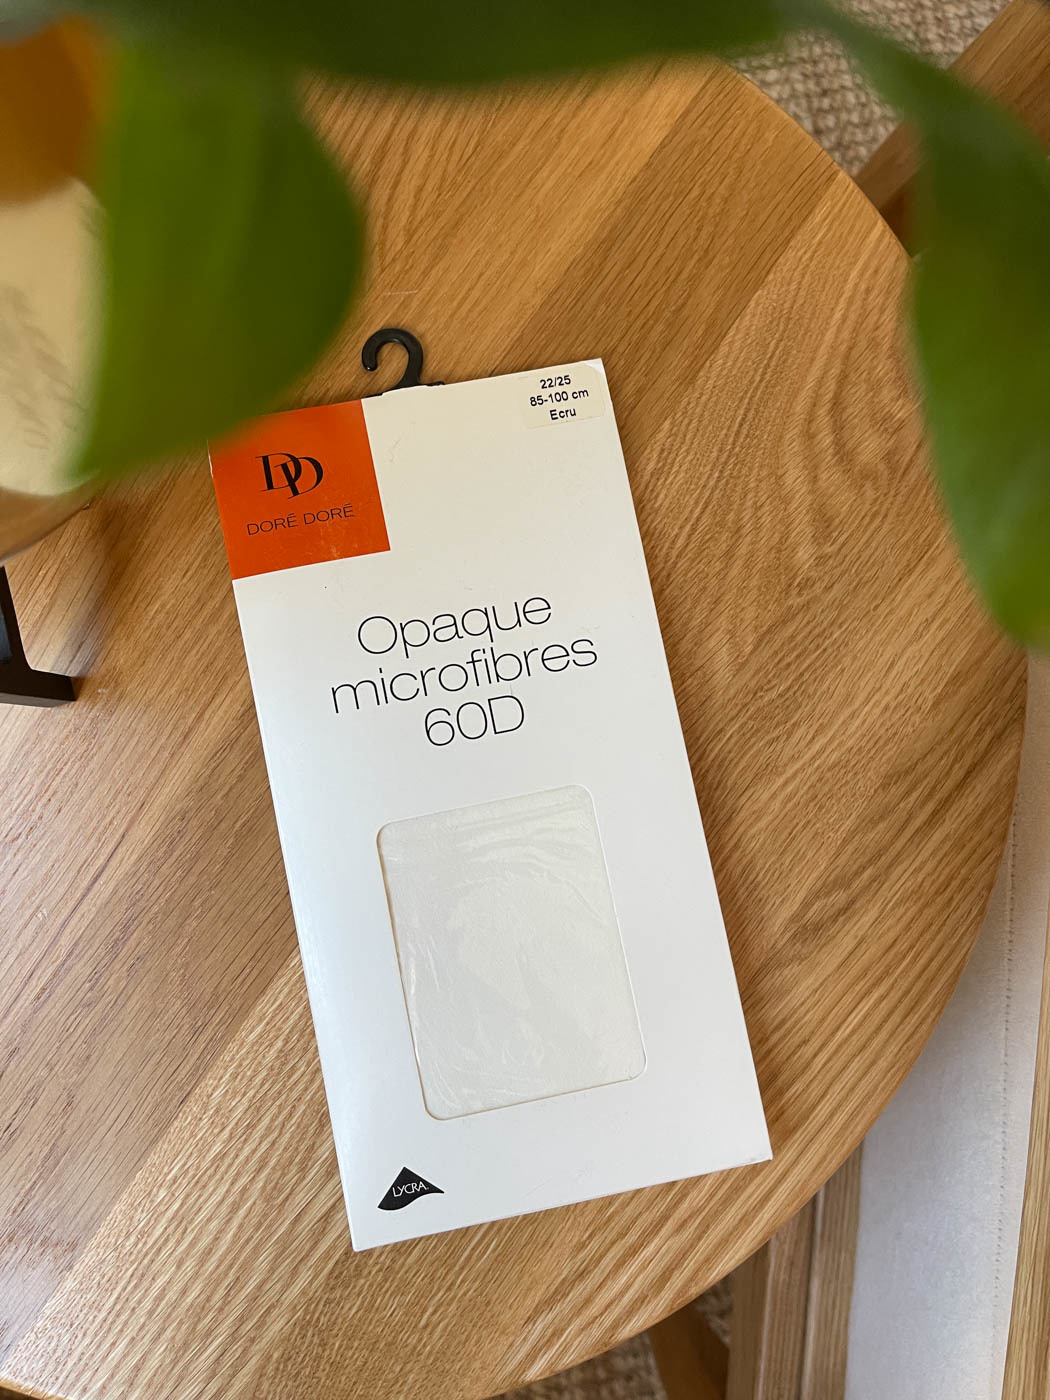 22/25
85-100 cm
Ecru
DD
DORÉ DORÉ
Opaque
microfibres
60D
LYCRA